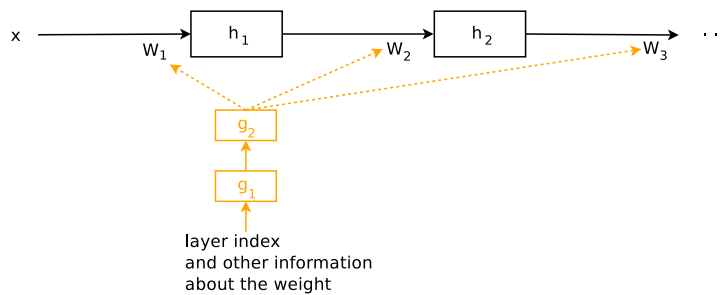 x
h1
h2
..
W1
W2
W3
g2
g1
layer index
and other information
about the weight